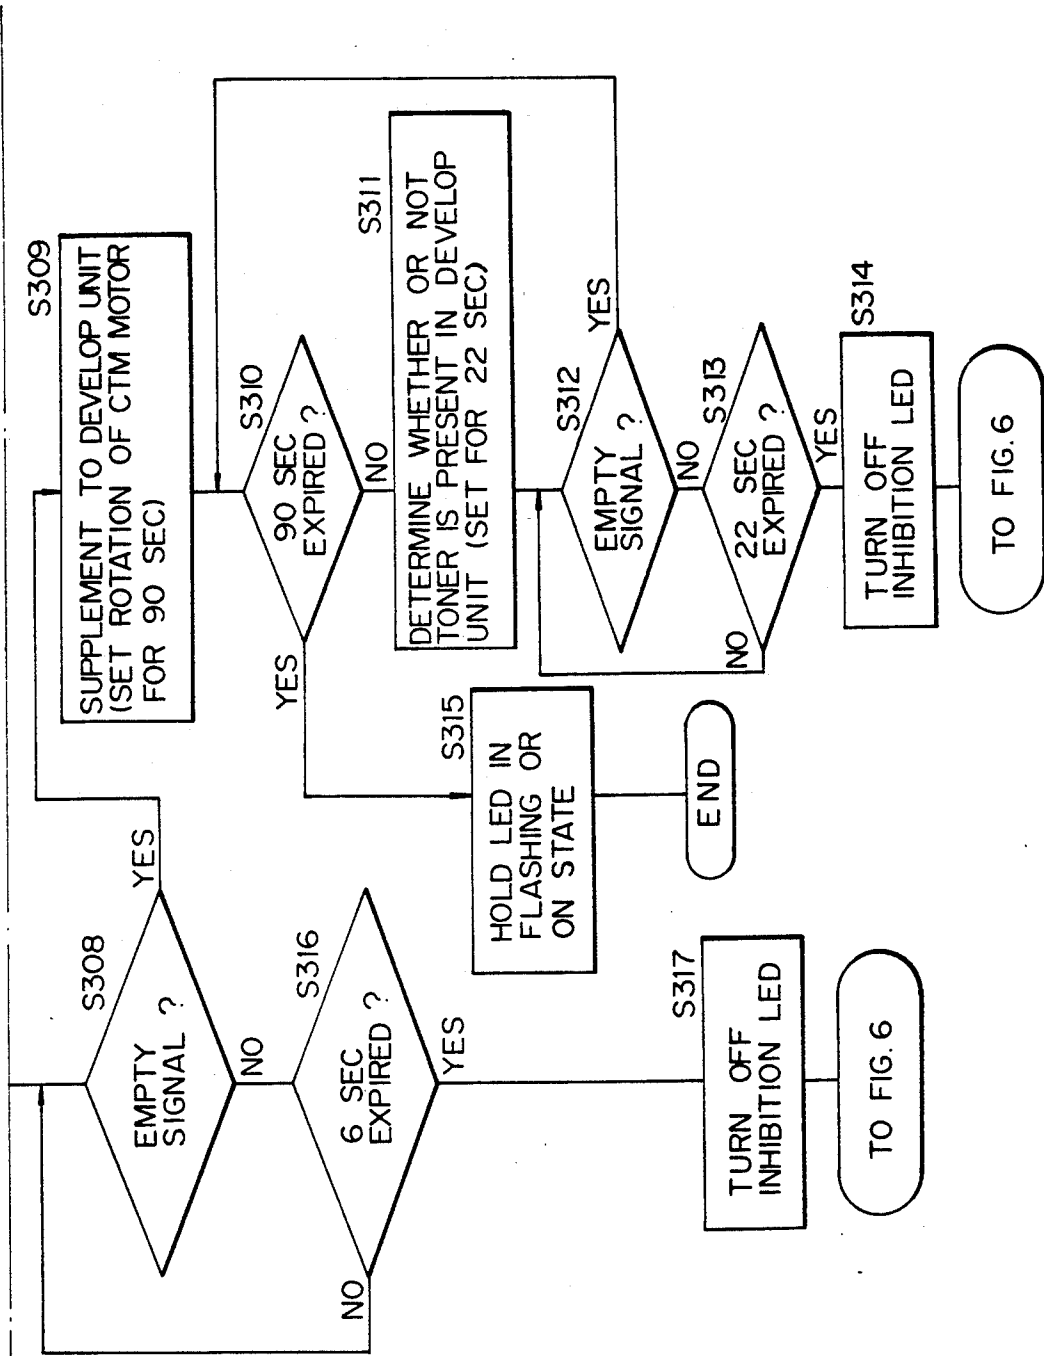 S308
EMPTY
SIGNAL ?
YES
NO
S316
6 SEC
EXPIRED ?
NO
YES
S317
TURN OFF
INHIBITION LED
TO FIG. 6
S309
SUPPLEMENT TO DEVELOP UNIT
(SET ROTATION OF CTM MOTOR
FOR 90 SEC)
S310
90 SEC
EXPIRED ?
YES
NO
S315
HOLD LED IN
FLASHING OR
ON STATE
END
S311
DETERMINE WHETHER OR NOT
TONER IS PRESENT IN DEVELOP
UNIT (SET FOR 22 SEC)
S312
EMPTY
SIGNAL ?
YES
NO
S313
22 SEC
EXPIRED ?
NO
YES
S314
TURN OFF
INHIBITION LED
TO FIG. 6